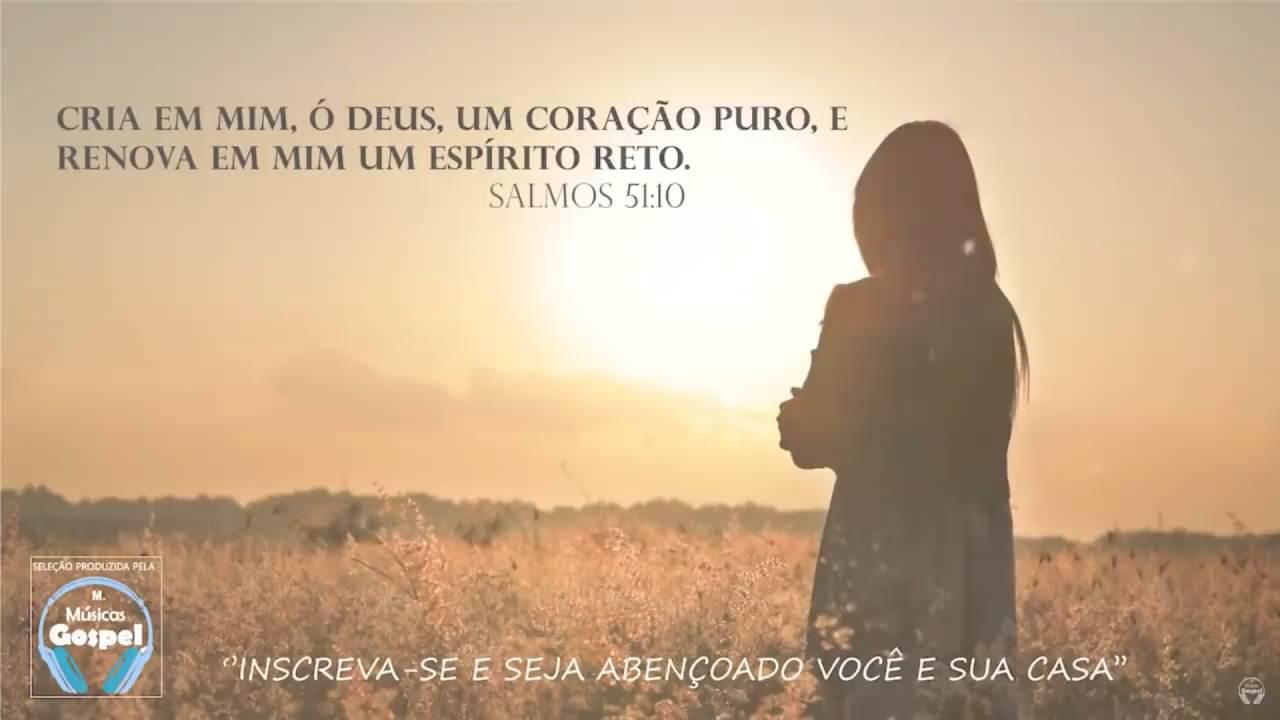 CRIA EM MIM, Ó DEUS, UM CORAÇÃO PURO, E
RENOVA EM MIM UM ESPÍRITO RETO.
SALMOS 51:10
SELEÇÃO PRODUZIDA PELA
M.
Músicas
Gospel
“INSCREVA-SE E SEJA ABENÇOADO VOCÊ E SUA CASA”
Gospel